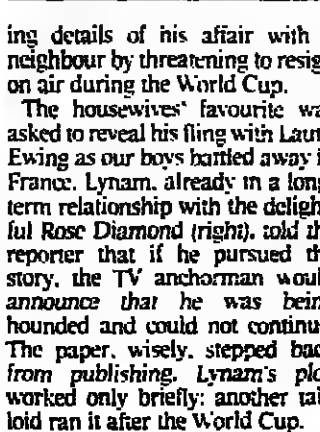 ing details of his affair with
neighbour by threatening to resig
on air during the World Cup.
The housewives' favourite wa
asked to reveal his fling with Laur
Ewing as our boys battled away i
France. Lynam, already in a long
term relationship with the deligh
ful Rose Diamond (right), told th
reporter that if he pursued th
story, the TV anchorman woul
announce that he was bein
hounded and could not continu
The paper, wisely, stepped bac
from publishing. Lynam's plo
worked only briefly: another tab
loid ran it after the World Cup.